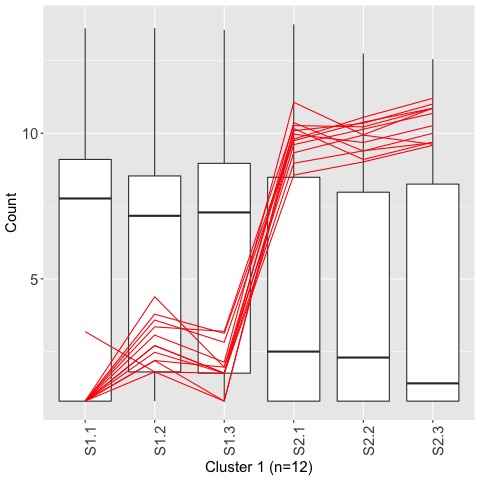 Count
10
5
S1.1
S1.2
S1.3
S2.1
S2.2
S2.3
Cluster 1 (n=12)